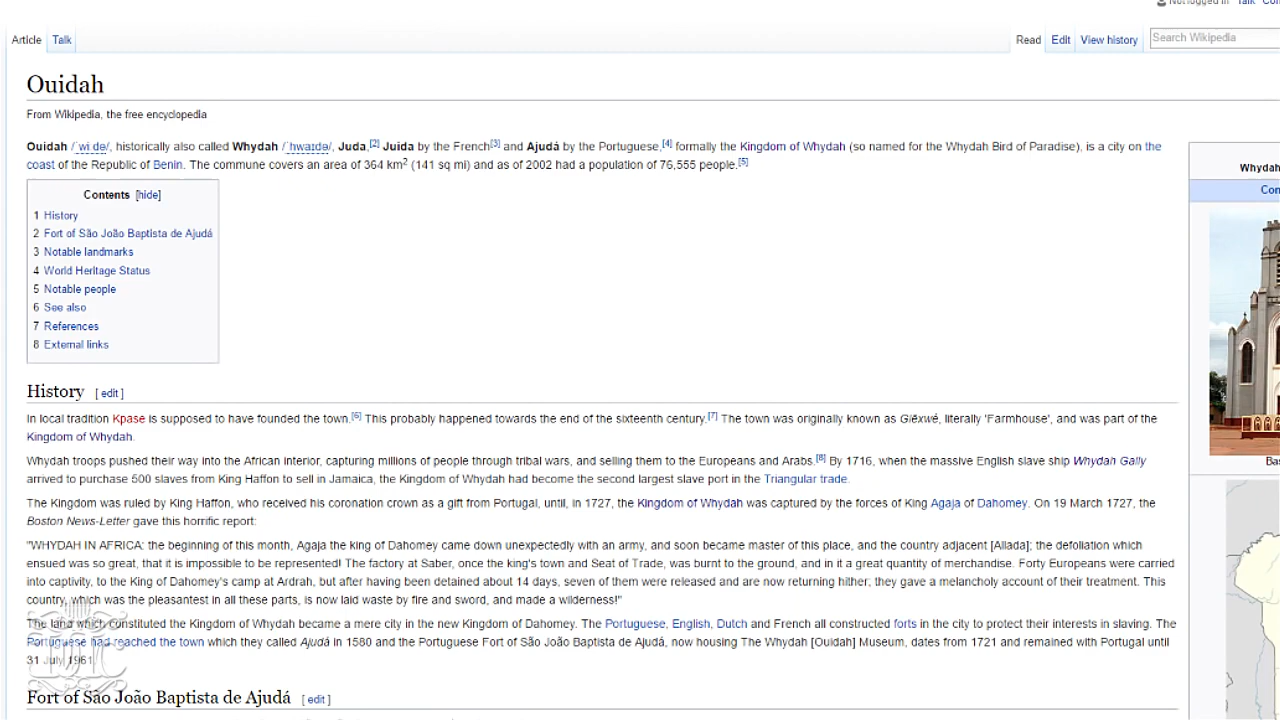 Not logged in Talk
Article Talk
Read Edit View history Search Wikipedia
Ouidah
From Wikipedia, the free encyclopedia
Ouidah /ˈwiːdə/, historically also called Whydah /ˈhwaɪdə/, Juda,[2] Juida by the French[3] and Ajudá by the Portuguese,[4] formally the Kingdom of Whydah (so named for the Whydah Bird of Paradise), is a city on the
coast of the Republic of Benin. The commune covers an area of 364 km² (141 sq mi) and as of 2002 had a population of 76,555 people.[5]
Whydah
Contents [hide]
1 History
2 Fort of São João Baptista de Ajudá
3 Notable landmarks
4 World Heritage Status
5 Notable people
6 See also
7 References
8 External links
History [ edit ]
In local tradition Kpase is supposed to have founded the town.[6] This probably happened towards the end of the sixteenth century.[7] The town was originally known as Glēxwé, literally 'Farmhouse', and was part of the
Kingdom of Whydah.
Whydah troops pushed their way into the African interior, capturing millions of people through tribal wars, and selling them to the Europeans and Arabs.[8] By 1716, when the massive English slave ship Whydah Gally
arrived to purchase 500 slaves from King Haffon to sell in Jamaica, the Kingdom of Whydah had become the second largest slave port in the Triangular trade.
The Kingdom was ruled by King Haffon, who received his coronation crown as a gift from Portugal, until, in 1727, the Kingdom of Whydah was captured by the forces of King Agaja of Dahomey. On 19 March 1727, the
Boston News-Letter gave this horrific report:
"WHYDAH IN AFRICA: the beginning of this month, Agaja the king of Dahomey came down unexpectedly with an army, and soon became master of this place, and the country adjacent [Allada]; the defoliation which
ensued was so great, that it is impossible to be represented! The factory at Saber, once the king's town and Seat of Trade, was burnt to the ground, and in it a great quantity of merchandise. Forty Europeans were carried
into captivity, to the King of Dahomey's camp at Ardrah, but after having been detained about 14 days, seven of them were released and are now returning hither; they gave a melancholy account of their treatment. This
country, which was the pleasantest in all these parts, is now laid waste by fire and sword, and made a wilderness!"
The land which constituted the Kingdom of Whydah became a mere city in the new Kingdom of Dahomey. The Portuguese, English, Dutch and French all constructed forts in the city to protect their interests in slaving. The
Portuguese had reached the town which they called Ajudá in 1580 and the Portuguese Fort of São João Baptista de Ajudá, now housing The Whydah [Ouidah] Museum, dates from 1721 and remained with Portugal until
31 July 1961.
Fort of São João Baptista de Ajudá [ edit ]